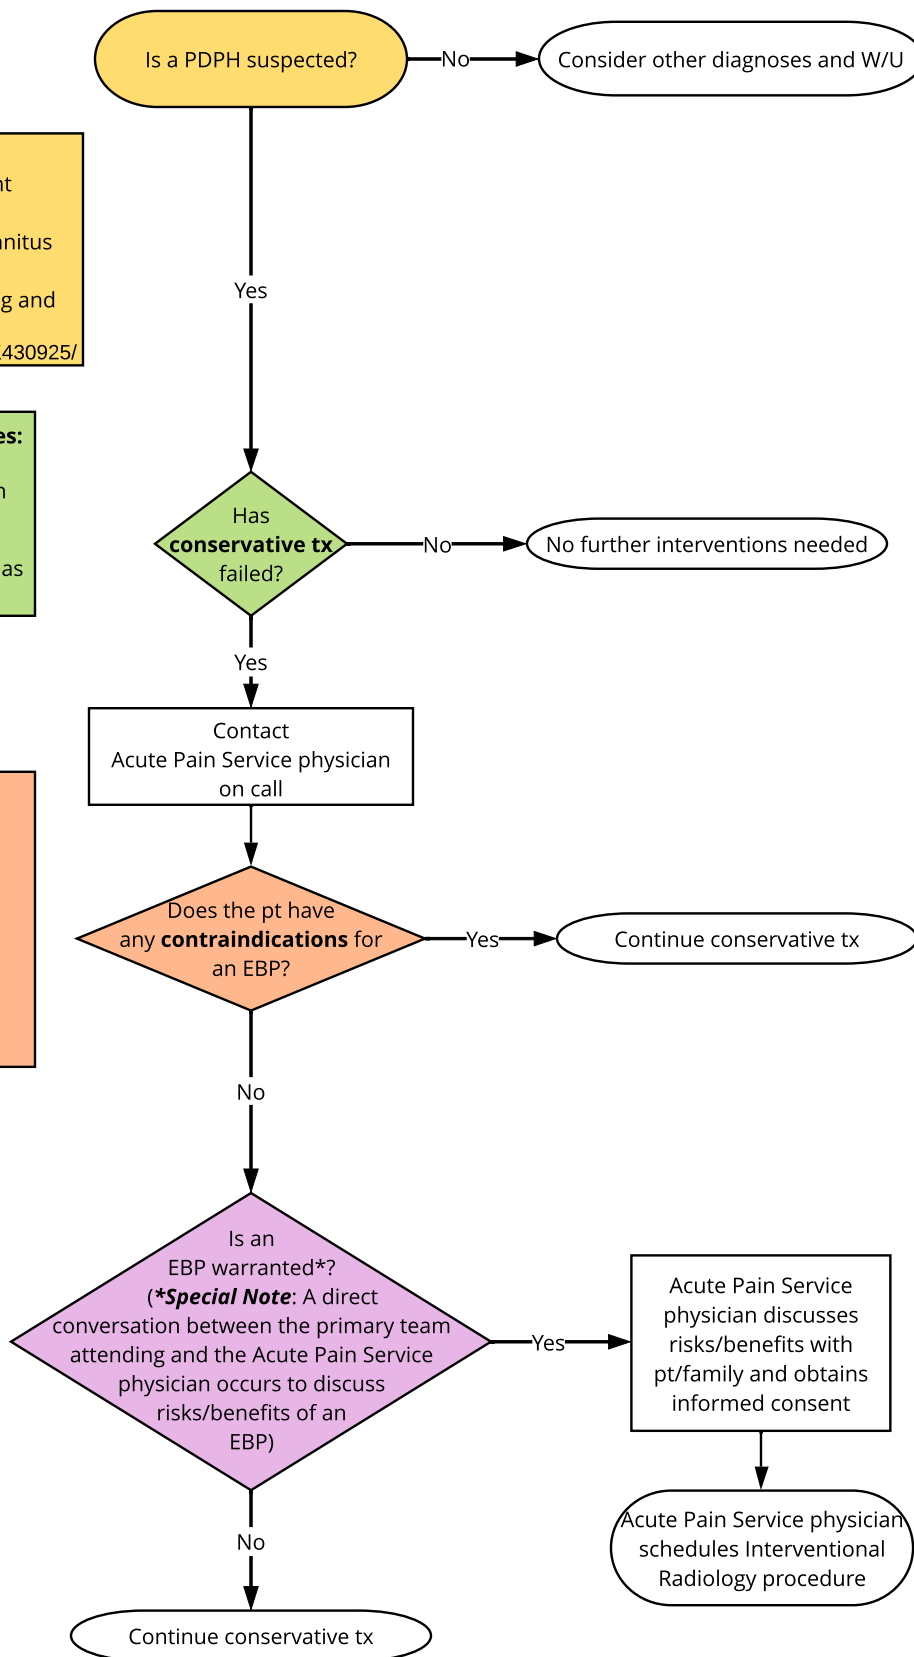 Is a PDPH suspected?
No
Consider other diagnoses and W/U
nitus
g and
430925/
Yes
es:
as
Has
conservative tx
failed?
No
No further interventions needed
Yes
Contact
Acute Pain Service physician
on call
Does the pt have
any contraindications for
an EBP?
Yes
Continue conservative tx
No
Is an
EBP warranted*?
(*Special Note: A direct
conversation between the primary team
attending and the Acute Pain Service
physician occurs to discuss
risks/benefits of an
EBP)
Yes
Acute Pain Service
physician discusses
risks/benefits with
pt/family and obtains
informed consent
No
Acute Pain Service physician
schedules Interventional
Radiology procedure
Continue conservative tx